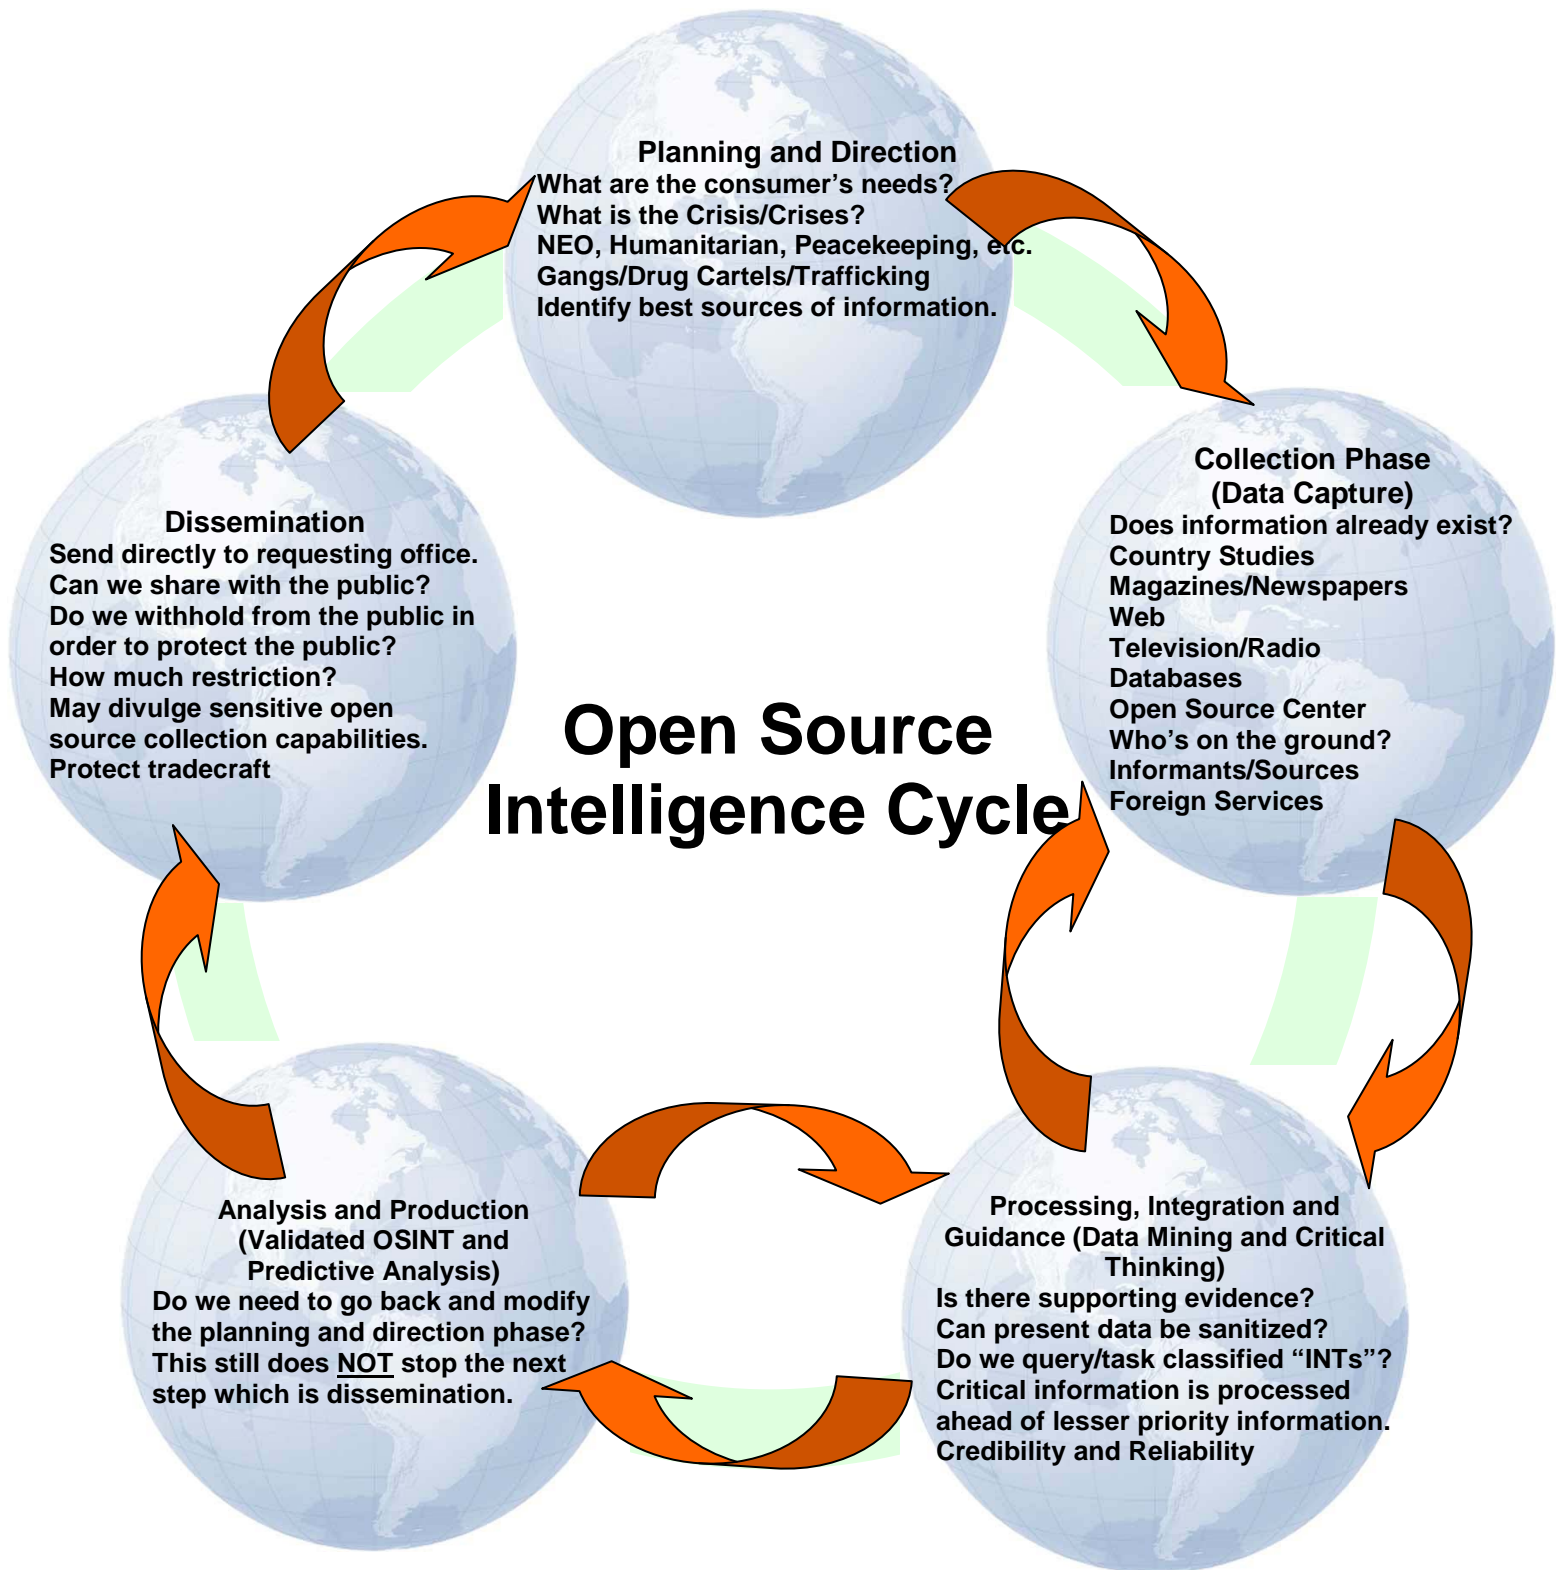 Planning and Direction
What are the consumer’s needs?
What is the Crisis/Crises?
NEO, Humanitarian, Peacekeeping, etc.
Gangs/Drug Cartels/Trafficking
Identify best sources of information.
Collection Phase
(Data Capture)
Does information already exist?
Country Studies
Magazines/Newspapers
Web
Television/Radio
Databases
Open Source Center
Who’s on the ground?
Informants/Sources
Foreign Services
Dissemination
Send directly to requesting office.
Can we share with the public?
Do we withhold from the public in
order to protect the public?
How much restriction?
May divulge sensitive open
source collection capabilities.
Protect tradecraft
Open Source
Intelligence Cycle
Analysis and Production
(Validated OSINT and
Predictive Analysis)
Do we need to go back and modify
the planning and direction phase?
This still does NOT stop the next
step which is dissemination.
Processing, Integration and
Guidance (Data Mining and Critical
Thinking)
Is there supporting evidence?
Can present data be sanitized?
Do we query/task classified “INTs”?
Critical information is processed
ahead of lesser priority information.
Credibility and Reliability